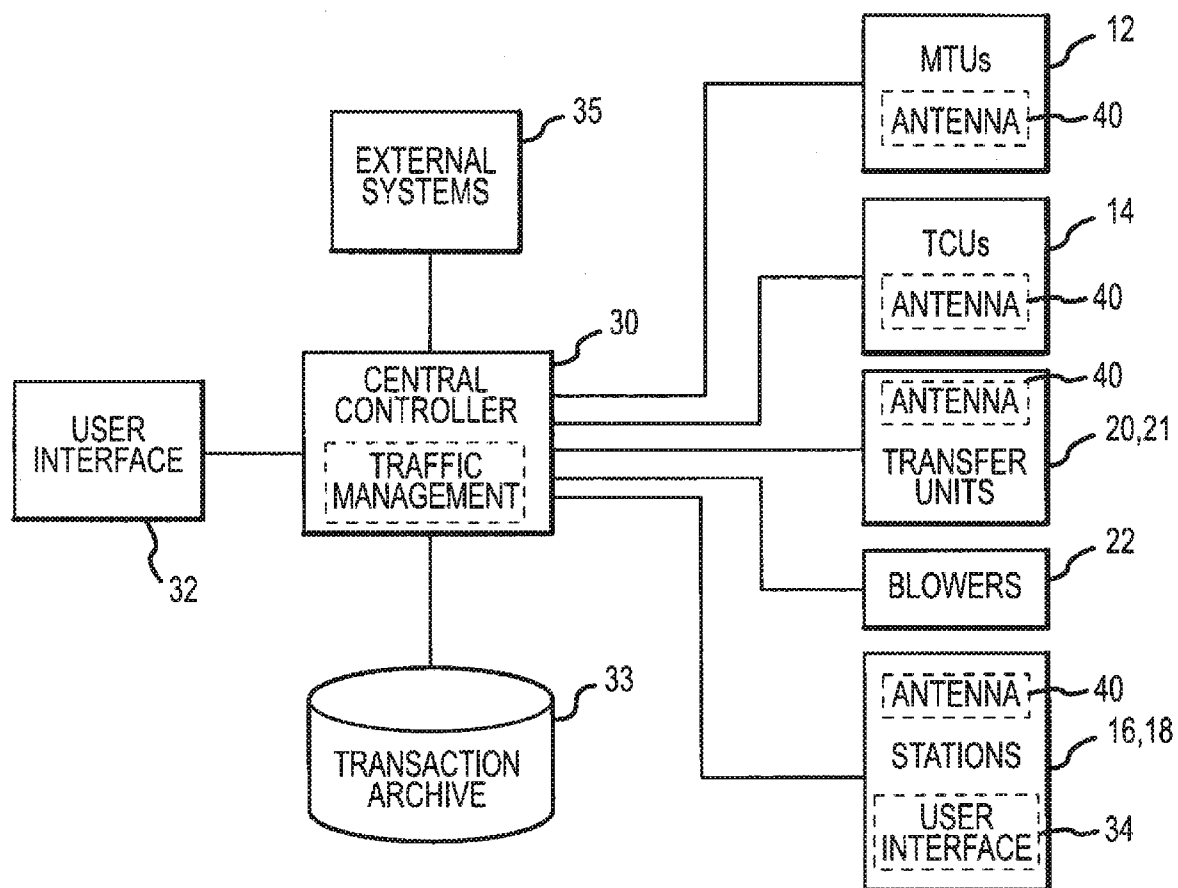 EXTERNAL
SYSTEMS
35
USER
INTERFACE
32
CENTRAL
CONTROLLER
TRAFFIC
MANAGEMENT
30
TRANSACTION
ARCHIVE
33
MTUs
ANTENNA
12
40
TCUs
ANTENNA
14
40
ANTENNA
TRANSFER
UNITS
40
20,21
BLOWERS
22
ANTENNA
STATIONS
USER
INTERFACE
40
16,18
34